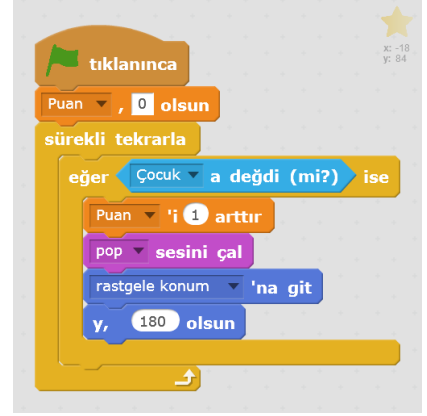 x: -18
y: 84
tıklanınca
Puan , 0 olsun
sürekli tekrarla
eğer Çocuk a değdi (mi?) ise
Puan 'i 1 arttır
pop sesini çal
rastgele konum 'na git
y, 180 olsun